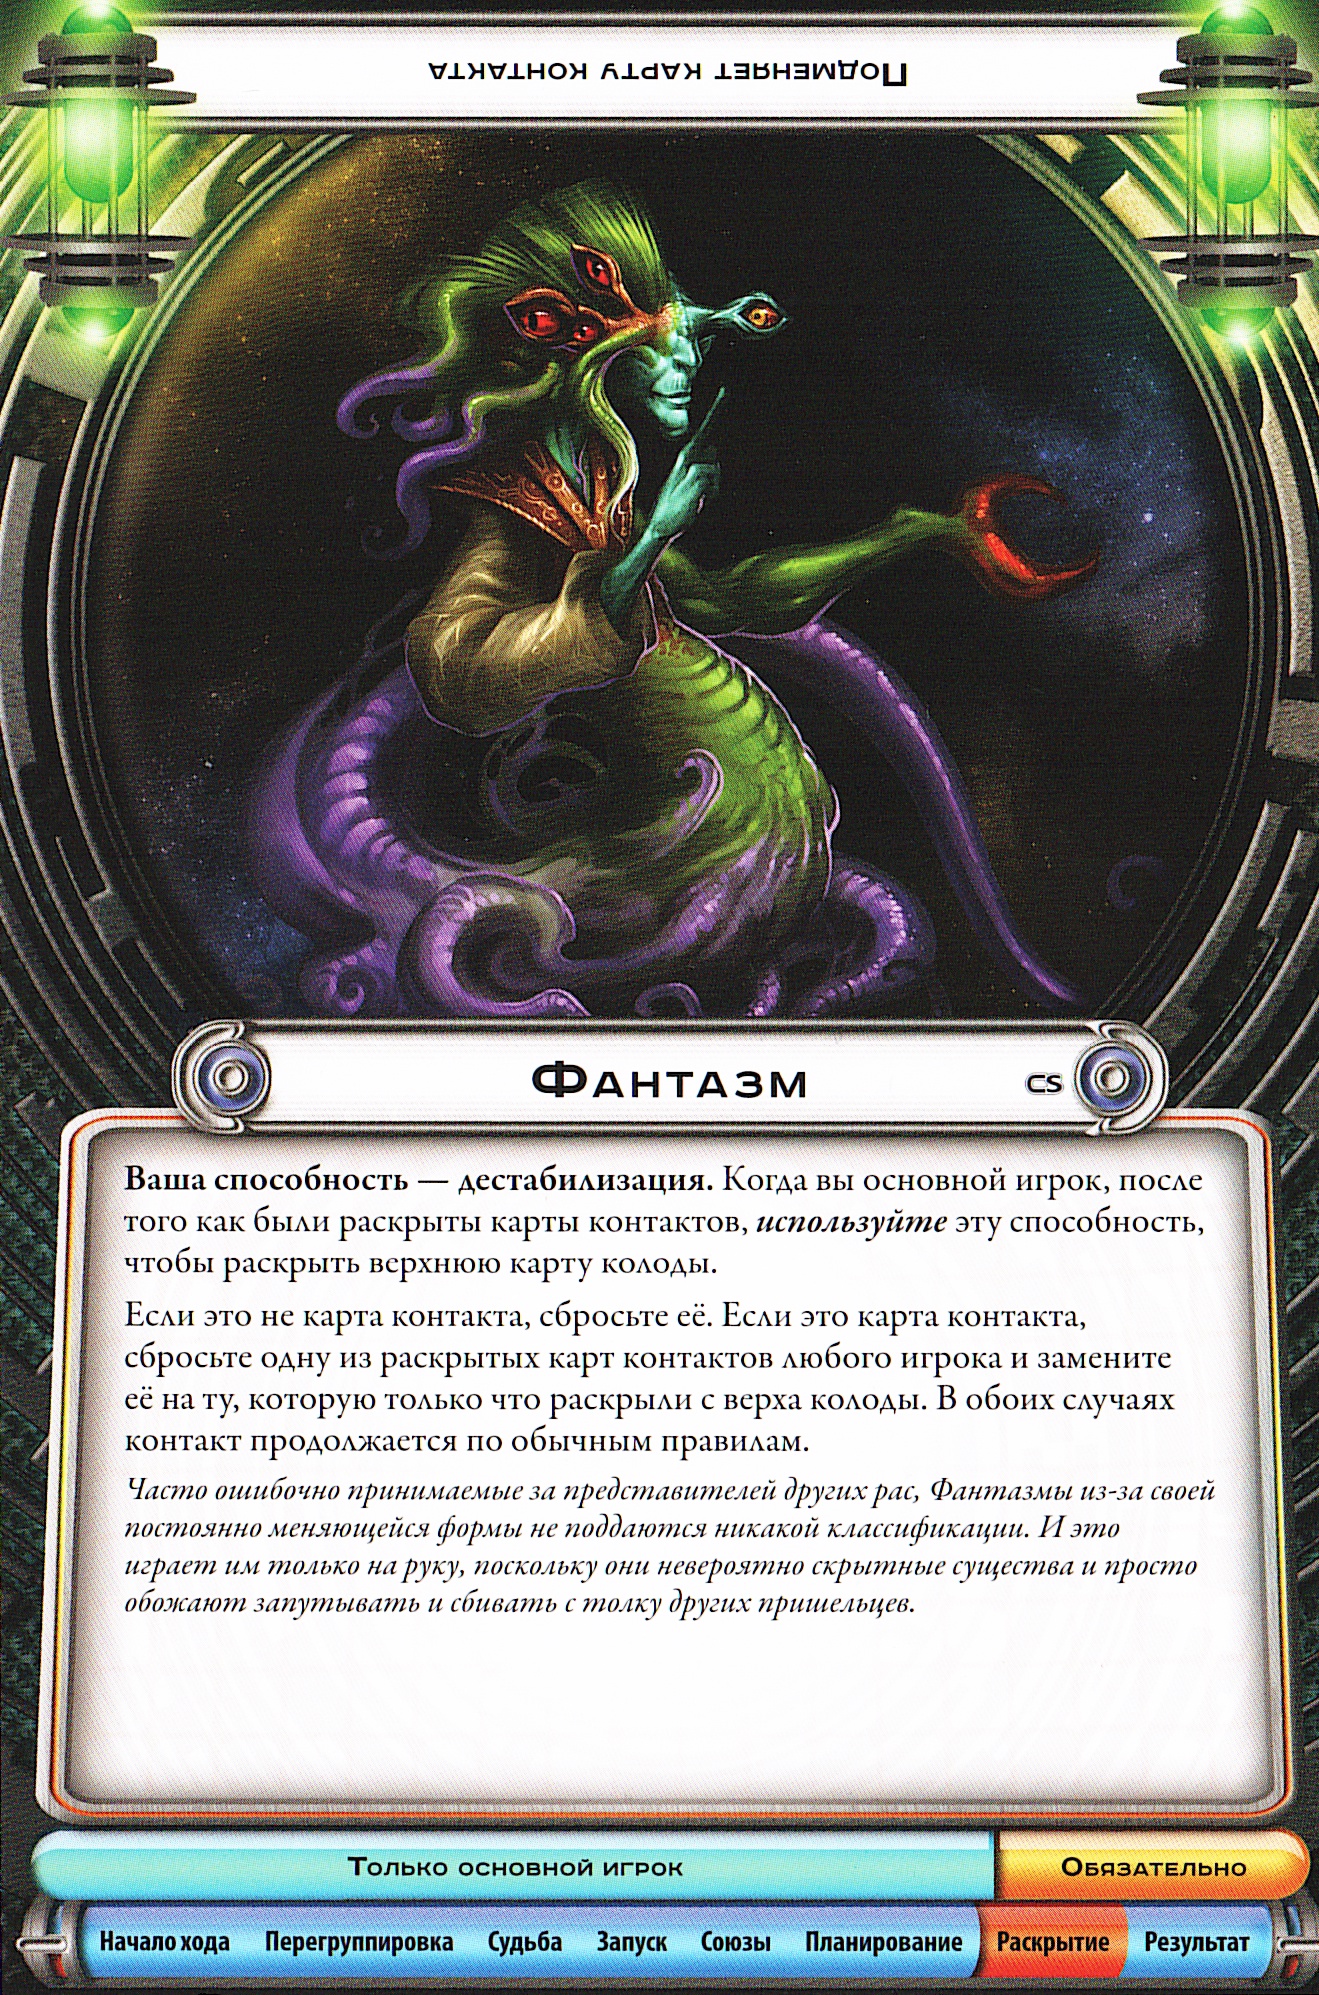 Подменяет карту контакта
Фантазм
CS
Ваша способность — дестабилизация. Когда вы основной игрок, после
того как были раскрыты карты контактов, используйте эту способность,
чтобы раскрыть верхнюю карту колоды.
Если это не карта контакта, сбросьте её. Если это карта контакта,
сбросьте одну из раскрытых карт контактов любого игрока и замените
её на ту, которую только что раскрыли с верха колоды. В обоих случаях
контакт продолжается по обычным правилам.
Часто ошибочно принимаемые за представителей других рас, Фантазмы из-за своей
постоянно меняющейся формы не поддаются никакой классификации. И это
играет им только на руку, поскольку они невероятно скрытные существа и просто
обожают запутывать и сбивать с толку других пришельцев.
Только основной игрок
Обязательно
Начало хода Перегруппировка Судьба Запуск Союзы Планирование Раскрытие Результат